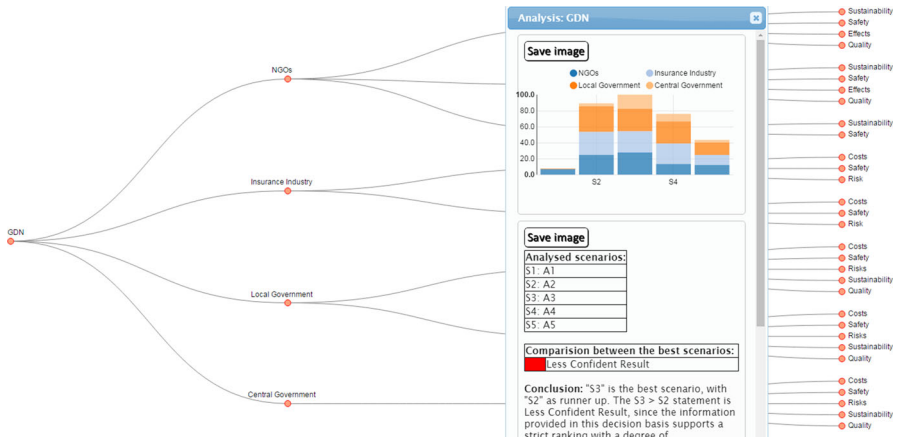 GDN
NGOs
Insurance Industry
Local Government
Central Government
Analysis: GDN
Save image
NGOs
Insurance Industry
Local Government
Central Government
100.0
80.0
60.0
40.0
20.0
0.0
S2
S4
Save image
Analysed scenarios:
S1: A1
S2: A2
S3: A3
S4: A4
S5: A5
Comparision between the best scenarios:
Less Confident Result
Conclusion: "S3" is the best scenario, with
"S2" as runner up. The S3 > S2 statement is
Less Confident Result, since the information
provided in this decision basis supports a
strict ranking with a degree of
Sustainability
Safety
Effects
Quality
Sustainability
Safety
Effects
Quality
Sustainability
Safety
Costs
Safety
Risk
Costs
Safety
Risk
Costs
Safety
Risks
Sustainability
Quality
Costs
Safety
Risk
Sustainability
Quality
Costs
Safety
Risks
Sustainability
Quality